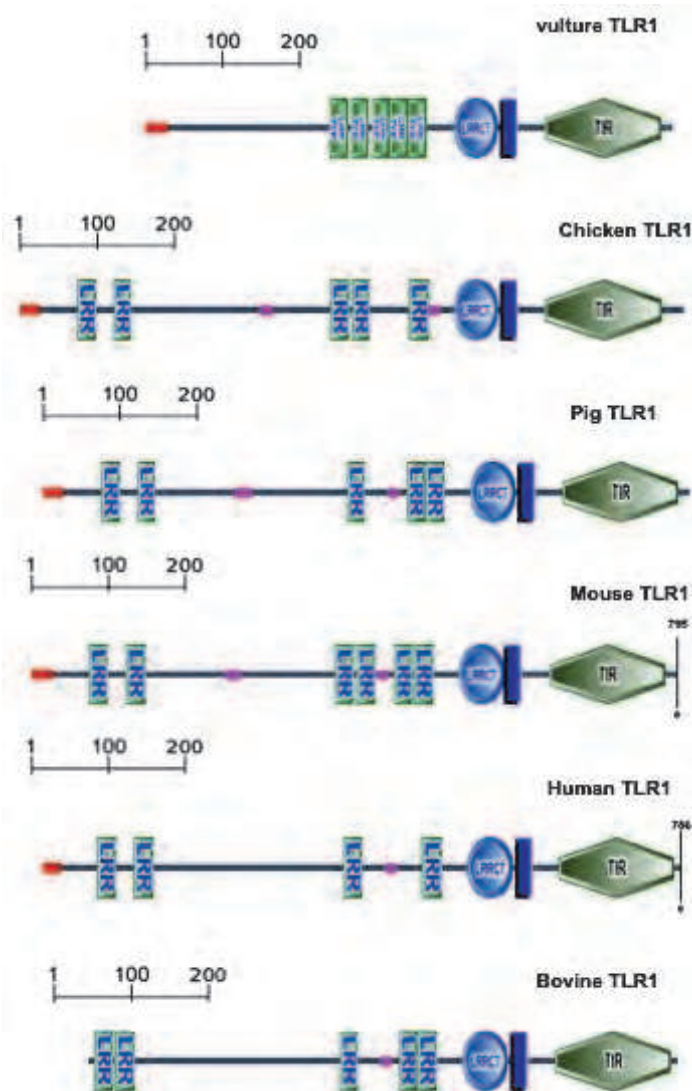 vulture TLR1
1 100 200
LRRCT TIR
Chicken TLR1
1 100 200
LRR LRR LRR LRR LRR LRRCT TIR
Pig TLR1
1 100 200
LRR LRR LRR LRR LRR LRRCT TIR
Mouse TLR1
1 100 200
795
LRR LRR LRR LRR LRR LRR LRRCT TIR
1 100 200
Human TLR1
786
LRR LRR LRR LRR LRRCT TIR
Bovine TLR1
1 100 200
LRR LRR LRR LRR LRR LRRCT TIR